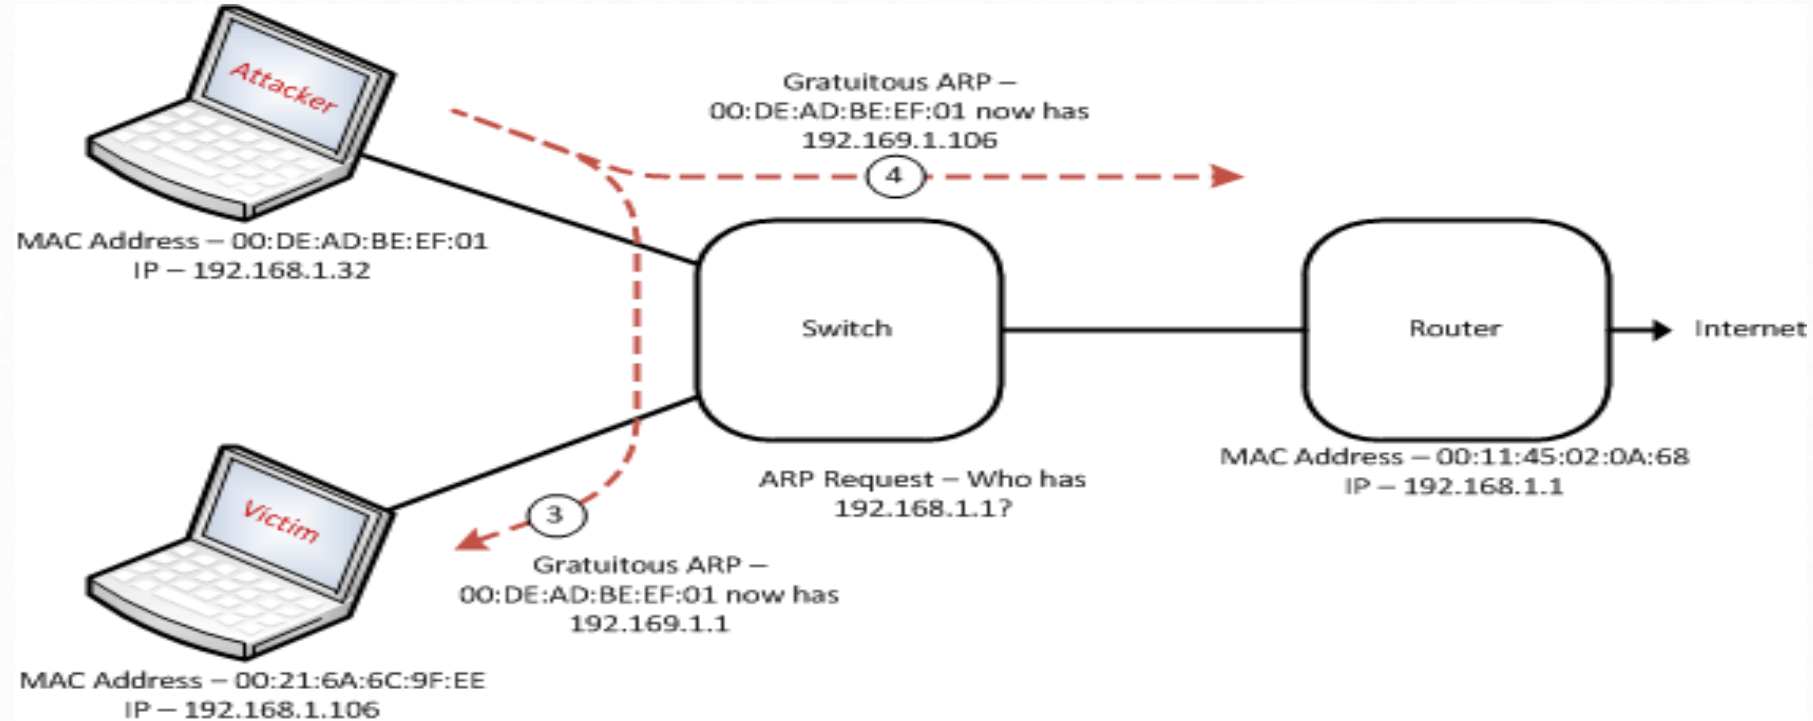 Attacker
MAC Address – 00:DE:AD:BE:EF:01
IP – 192.168.1.32
Gratuitous ARP –
00:DE:AD:BE:EF:01 now has
192.169.1.106
4
Switch
Router
Internet
MAC Address – 00:11:45:02:0A:68
IP – 192.168.1.1
ARP Request – Who has
192.168.1.1?
3
Gratuitous ARP –
00:DE:AD:BE:EF:01 now has
192.169.1.1
Victim
MAC Address – 00:21:6A:6C:9F:EE
IP – 192.168.1.106